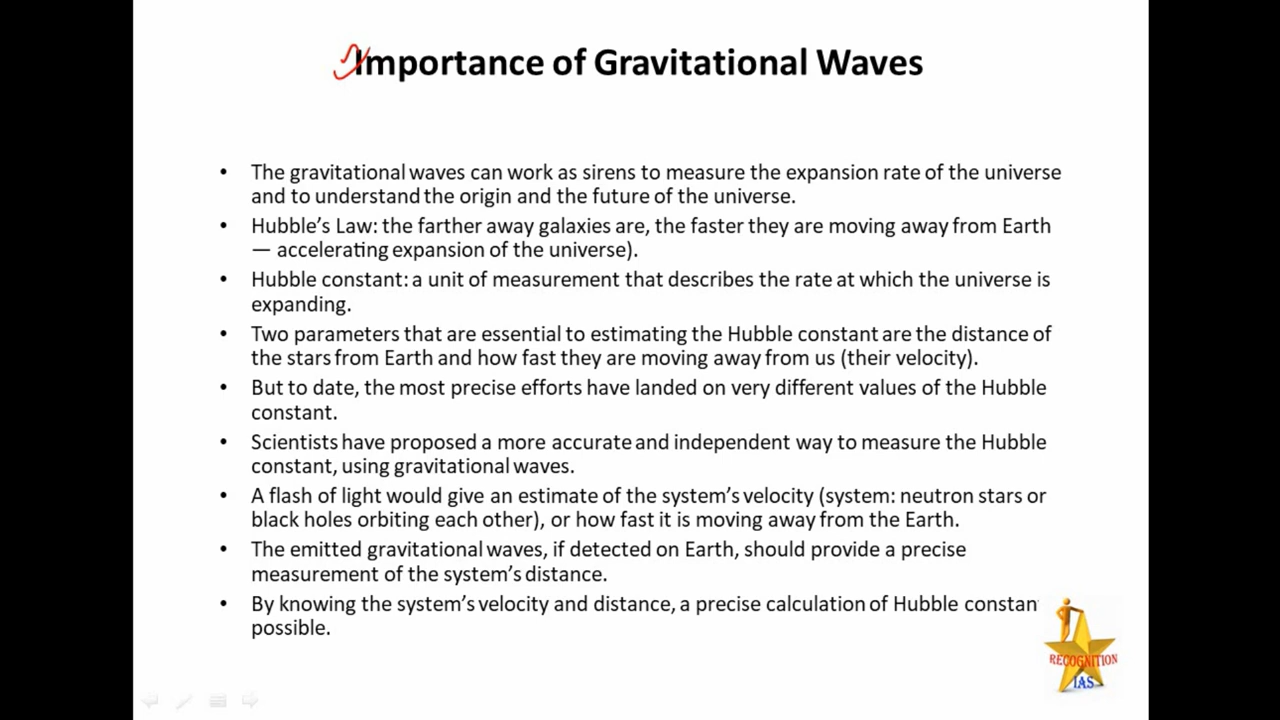 Importance of Gravitational Waves
• The gravitational waves can work as sirens to measure the expansion rate of the universe
and to understand the origin and the future of the universe.
• Hubble's Law: the farther away galaxies are, the faster they are moving away from Earth
— accelerating expansion of the universe).
• Hubble constant: a unit of measurement that describes the rate at which the universe is
expanding.
• Two parameters that are essential to estimating the Hubble constant are the distance of
the stars from Earth and how fast they are moving away from us (their velocity).
• But to date, the most precise efforts have landed on very different values of the Hubble
constant.
• Scientists have proposed a more accurate and independent way to measure the Hubble
constant, using gravitational waves.
• A flash of light would give an estimate of the system's velocity (system: neutron stars or
black holes orbiting each other), or how fast it is moving away from the Earth.
• The emitted gravitational waves, if detected on Earth, should provide a precise
measurement of the system's distance.
• By knowing the system's velocity and distance, a precise calculation of Hubble constan
possible.
RECOGNITION
IAS